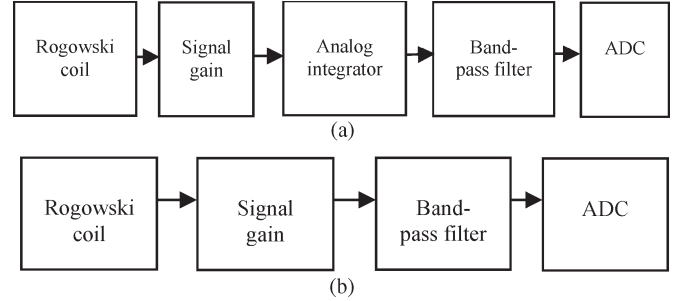 Rogowski
coil
Signal
gain
Analog
integrator
Band-
pass filter
ADC
(a)
Rogowski
coil
Signal
gain
Band-
pass filter
ADC
(b)